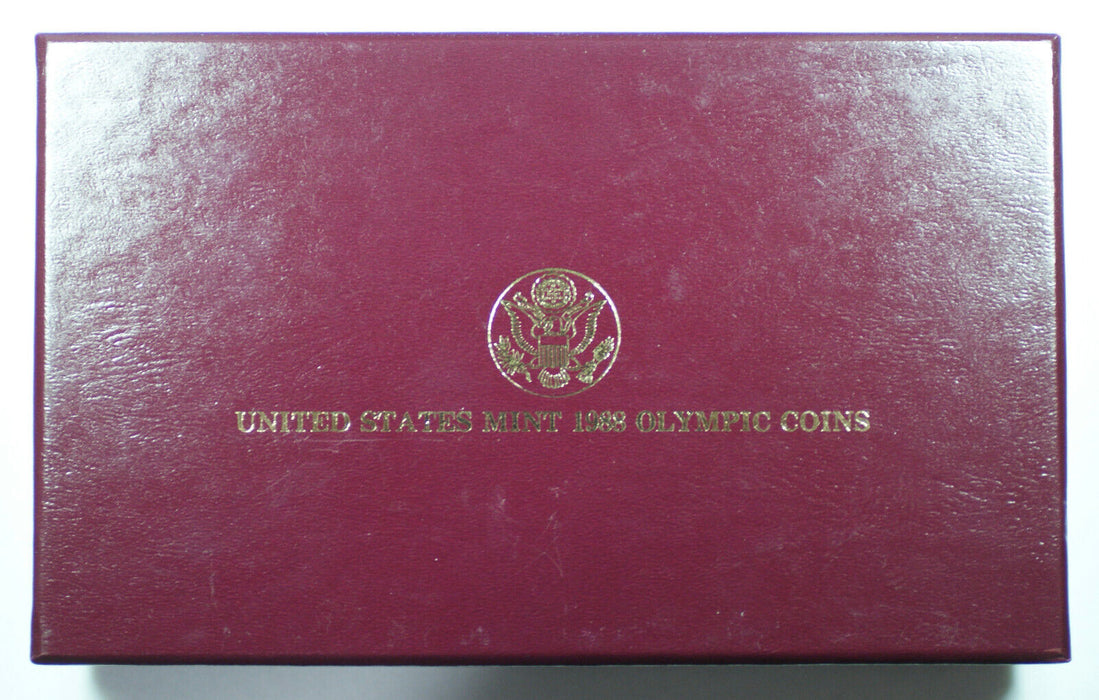 UNITED STATES MINT 1988 OLYMPIC COINS